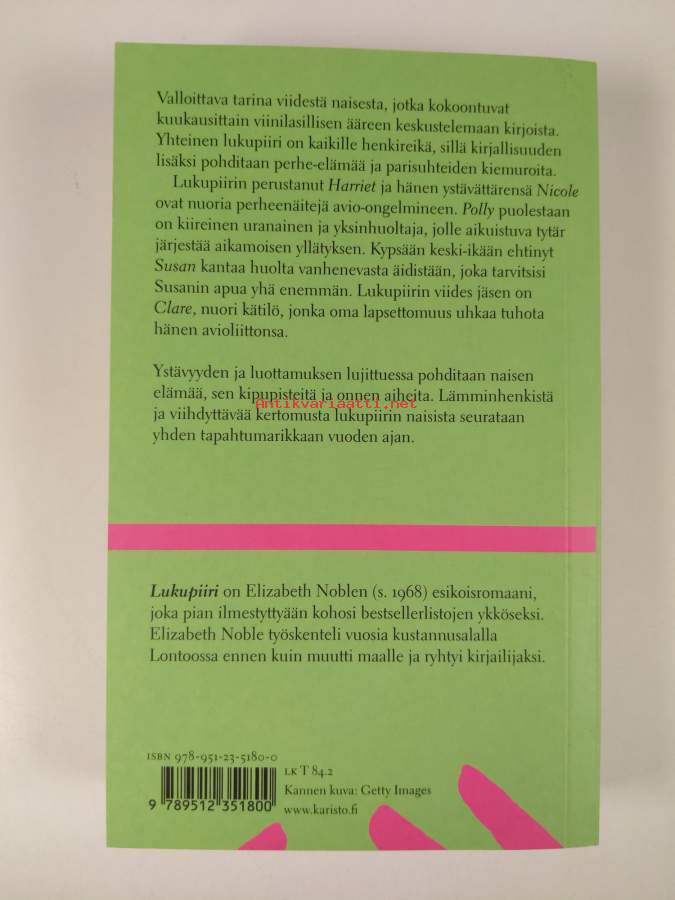 Valloittava tarina viidestä naisesta, jotka kokoontuvat
kuukausittain viinilasillisen ääreen keskustelemaan kirjoista.
Yhteinen lukupiiri on kaikille henkireikä, sillä kirjallisuuden
lisäksi pohditaan perhe-elämää ja parisuhteiden kiemuroita.
Lukupiirin perustanut Harriet ja hänen ystävättärensä Nicole
ovat nuoria perheenäitejä avio-ongelmineen. Polly puolestaan
on kiireinen uranainen ja yksinhuoltaja, jolle aikuistuva tytär
järjestää aikamoisen yllätyksen. Kypsään keski-ikään ehtinyt
Susan kantaa huolta vanhenevasta äidistään, joka tarvitsisi
Susanin apua yhä enemmän. Lukupiirin viides jäsen on
Clare, nuori kätilö, jonka oma lapsettomuus uhkaa tuhota
hänen avioliittonsa.
Ystävyyden ja luottamuksen lujittuessa pohditaan naisen
elämää, sen kipupisteitä ja onnen aiheita. Lämminhenkistä
Antikvariaatti.net
ja viihdyttävää kertomusta lukupiirin naisista seurataan
yhden tapahtumarikkaan vuoden ajan.
Lukupiiri on Elizabeth Noblen (s. 1968) esikoisromaani,
joka pian ilmestyttyään kohosi bestsellerlistojen ykköseksi.
Elizabeth Noble työskenteli vuosia kustannusalalla
Lontoossa ennen kuin muutti maalle ja ryhtyi kirjailijaksi.
ISBN 978-951-23-5180-0
9 789512 351800
LK T 84.2
Kannen kuva: Getty Images
www.karisto.fi